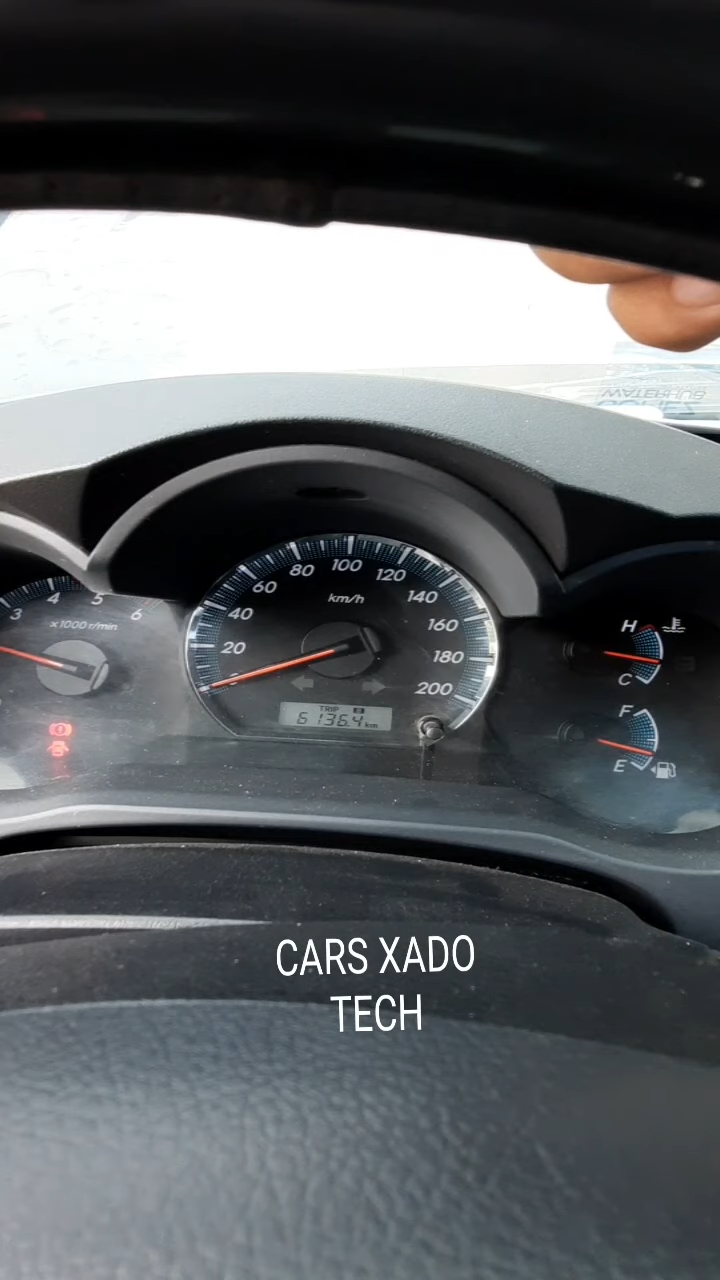 WATERHUB
3 4 5 6
x1000 r/min
20 40 60 80 100 120 140 160 180 200
km/h
TRIP B
6136.4 km
H
C
F
E
CARS XADO
TECH